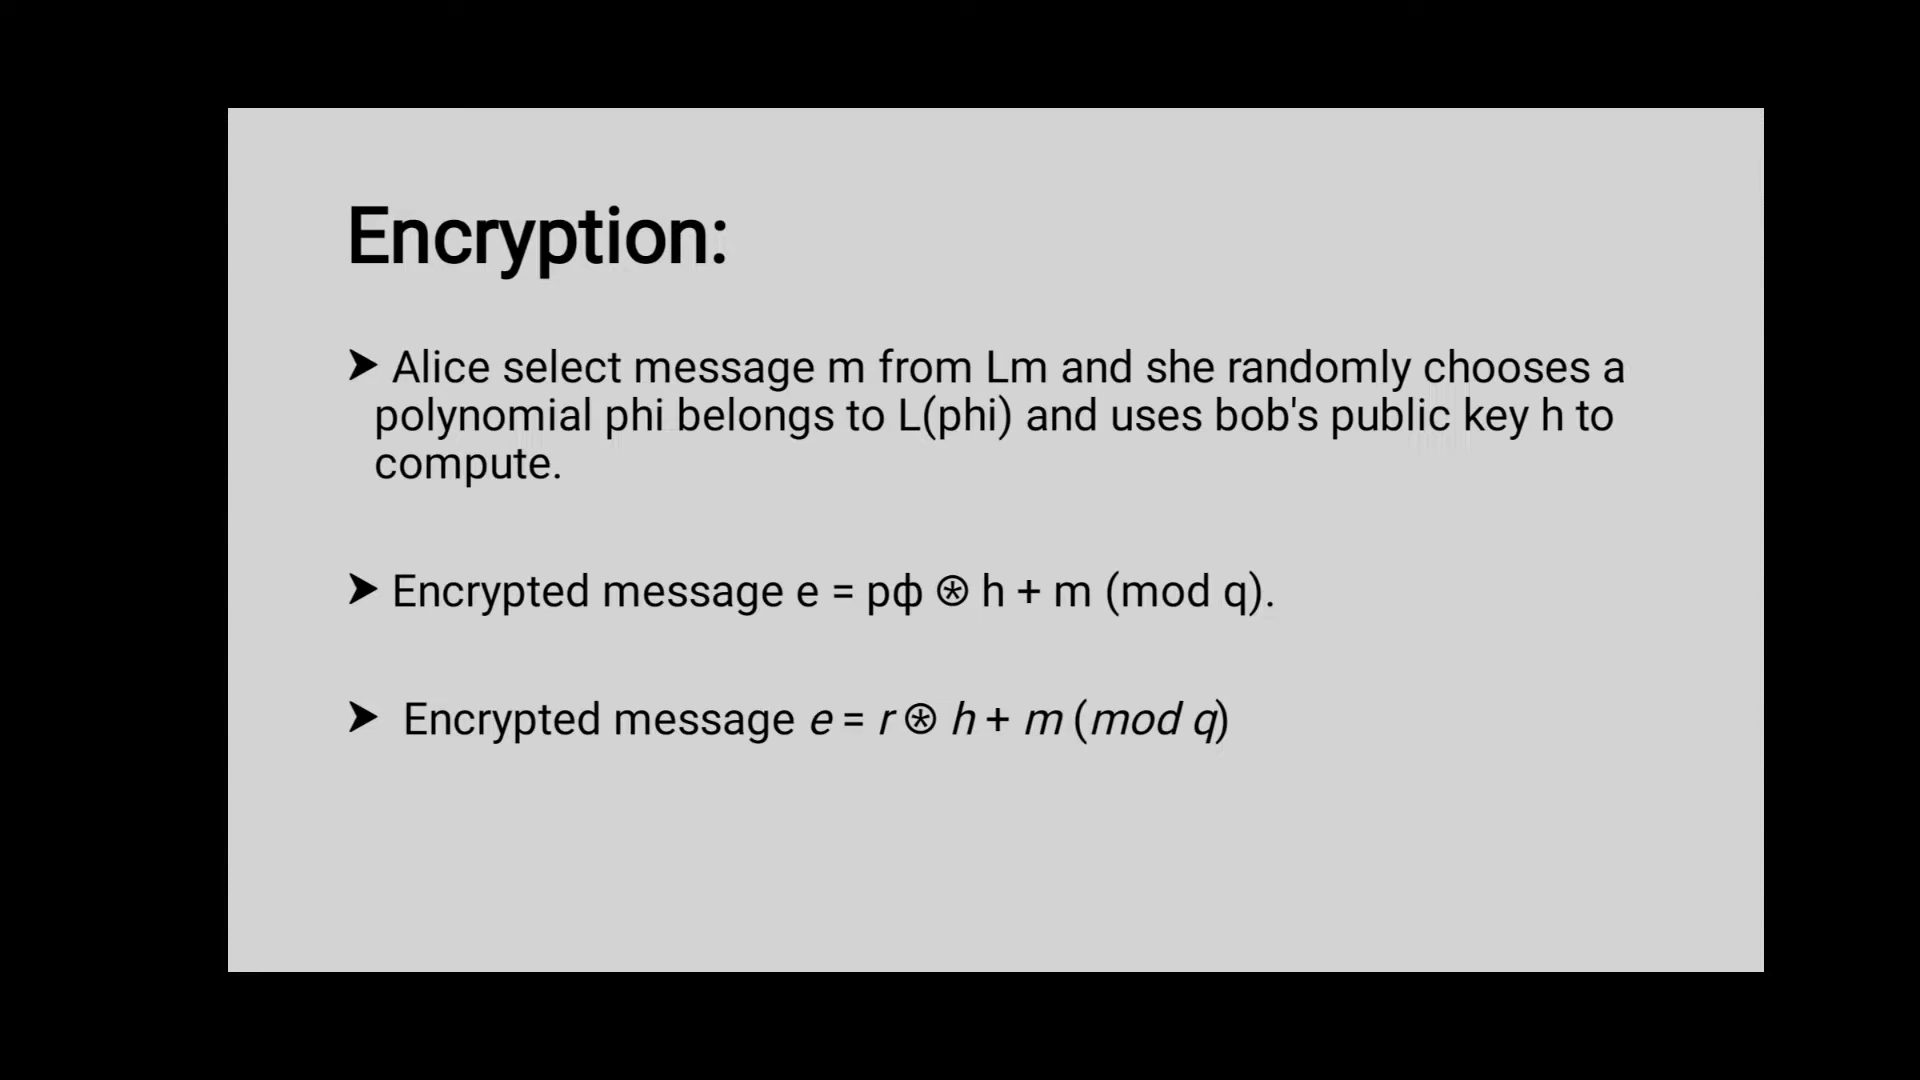 Encryption:
➤ Alice select message m from Lm and she randomly chooses a
polynomial phi belongs to L(phi) and uses bob's public key h to
compute.
➤ Encrypted message e = pф ⊛ h + m (mod q).
➤ Encrypted message e = r ⊛ h + m (mod q)